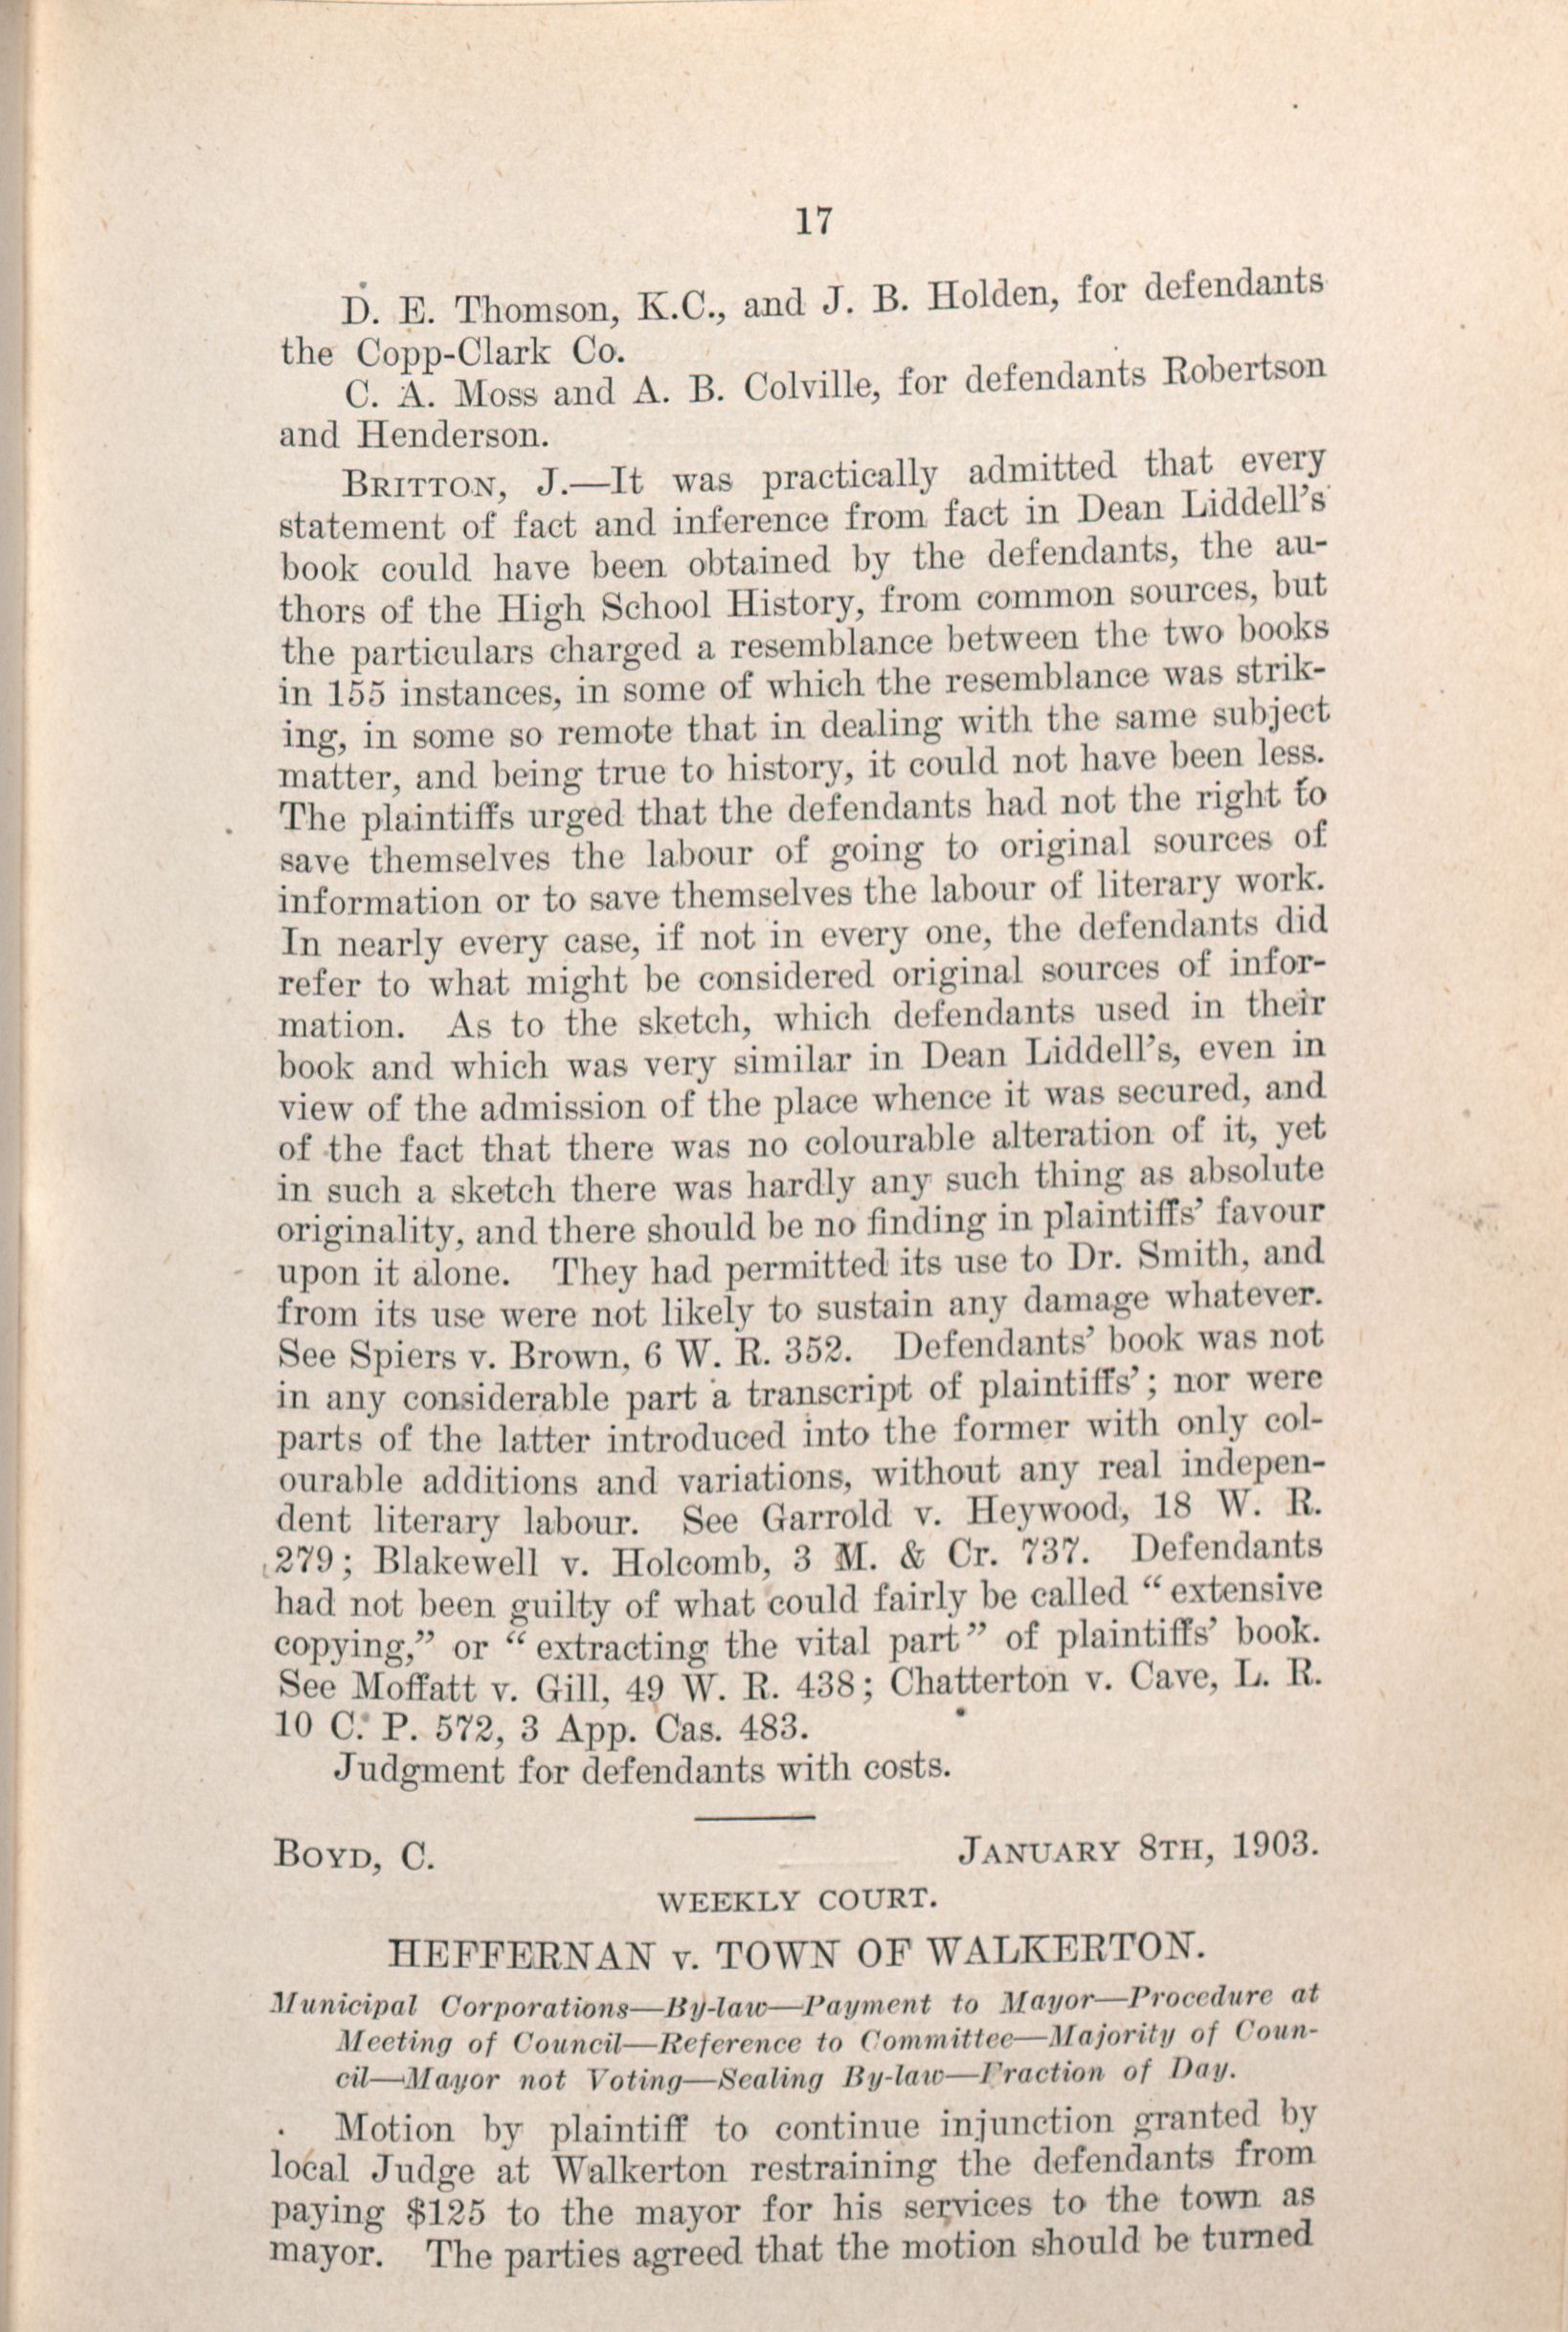 17
D. E. Thomson, K.C., and J. B. Holden, for defendants
the Copp-Clark Co.
C. A. Moss and A. B. Colville, for defendants Robertson
and Henderson.
BRITTON, J.—It was practically admitted that every
statement of fact and inference from fact in Dean Liddell's
book could have been obtained by the defendants, the au-
thors of the High School History, from common sources, but
the particulars charged a resemblance between the two books
in 155 instances, in some of which the resemblance was strik-
ing, in some so remote that in dealing with the same subject
matter, and being true to history, it could not have been less.
The plaintiffs urged that the defendants had not the right to
save themselves the labour of going to original sources of
information or to save themselves the labour of literary work.
In nearly every case, if not in every one, the defendants did
refer to what might be considered original sources of infor-
mation. As to the sketch, which defendants used in their
book and which was very similar in Dean Liddell's, even in
view of the admission of the place whence it was secured, and
of the fact that there was no colourable alteration of it, yet
in such a sketch there was hardly any such thing as absolute
originality, and there should be no finding in plaintiffs' favour
upon it alone. They had permitted its use to Dr. Smith, and
from its use were not likely to sustain any damage whatever.
See Spiers v. Brown, 6 W. R. 352. Defendants' book was not
in any considerable part a transcript of plaintiffs'; nor were
parts of the latter introduced into the former with only col-
ourable additions and variations, without any real indepen-
dent literary labour. See Garrold v. Heywood, 18 W. R.
279; Blakewell v. Holcomb, 3 M. & Cr. 737. Defendants
had not been guilty of what could fairly be called "extensive
copying," or "extracting the vital part" of plaintiffs' book.
See Moffatt v. Gill, 49 W. R. 438; Chatterton v. Cave, L. R.
10 C. P. 572, 3 App. Cas. 483.
Judgment for defendants with costs.
BOYD, C. JANUARY 8TH, 1903.
WEEKLY COURT.
HEFFERNAN v. TOWN OF WALKERTON.
Municipal Corporations—By-law—Payment to Mayor—Procedure at
Meeting of Council—Reference to Committee—Majority of Coun-
cil—Mayor not Voting—Sealing By-law—Fraction of Day.
Motion by plaintiff to continue injunction granted by
local Judge at Walkerton restraining the defendants from
paying $125 to the mayor for his services to the town as
mayor. The parties agreed that the motion should be turned